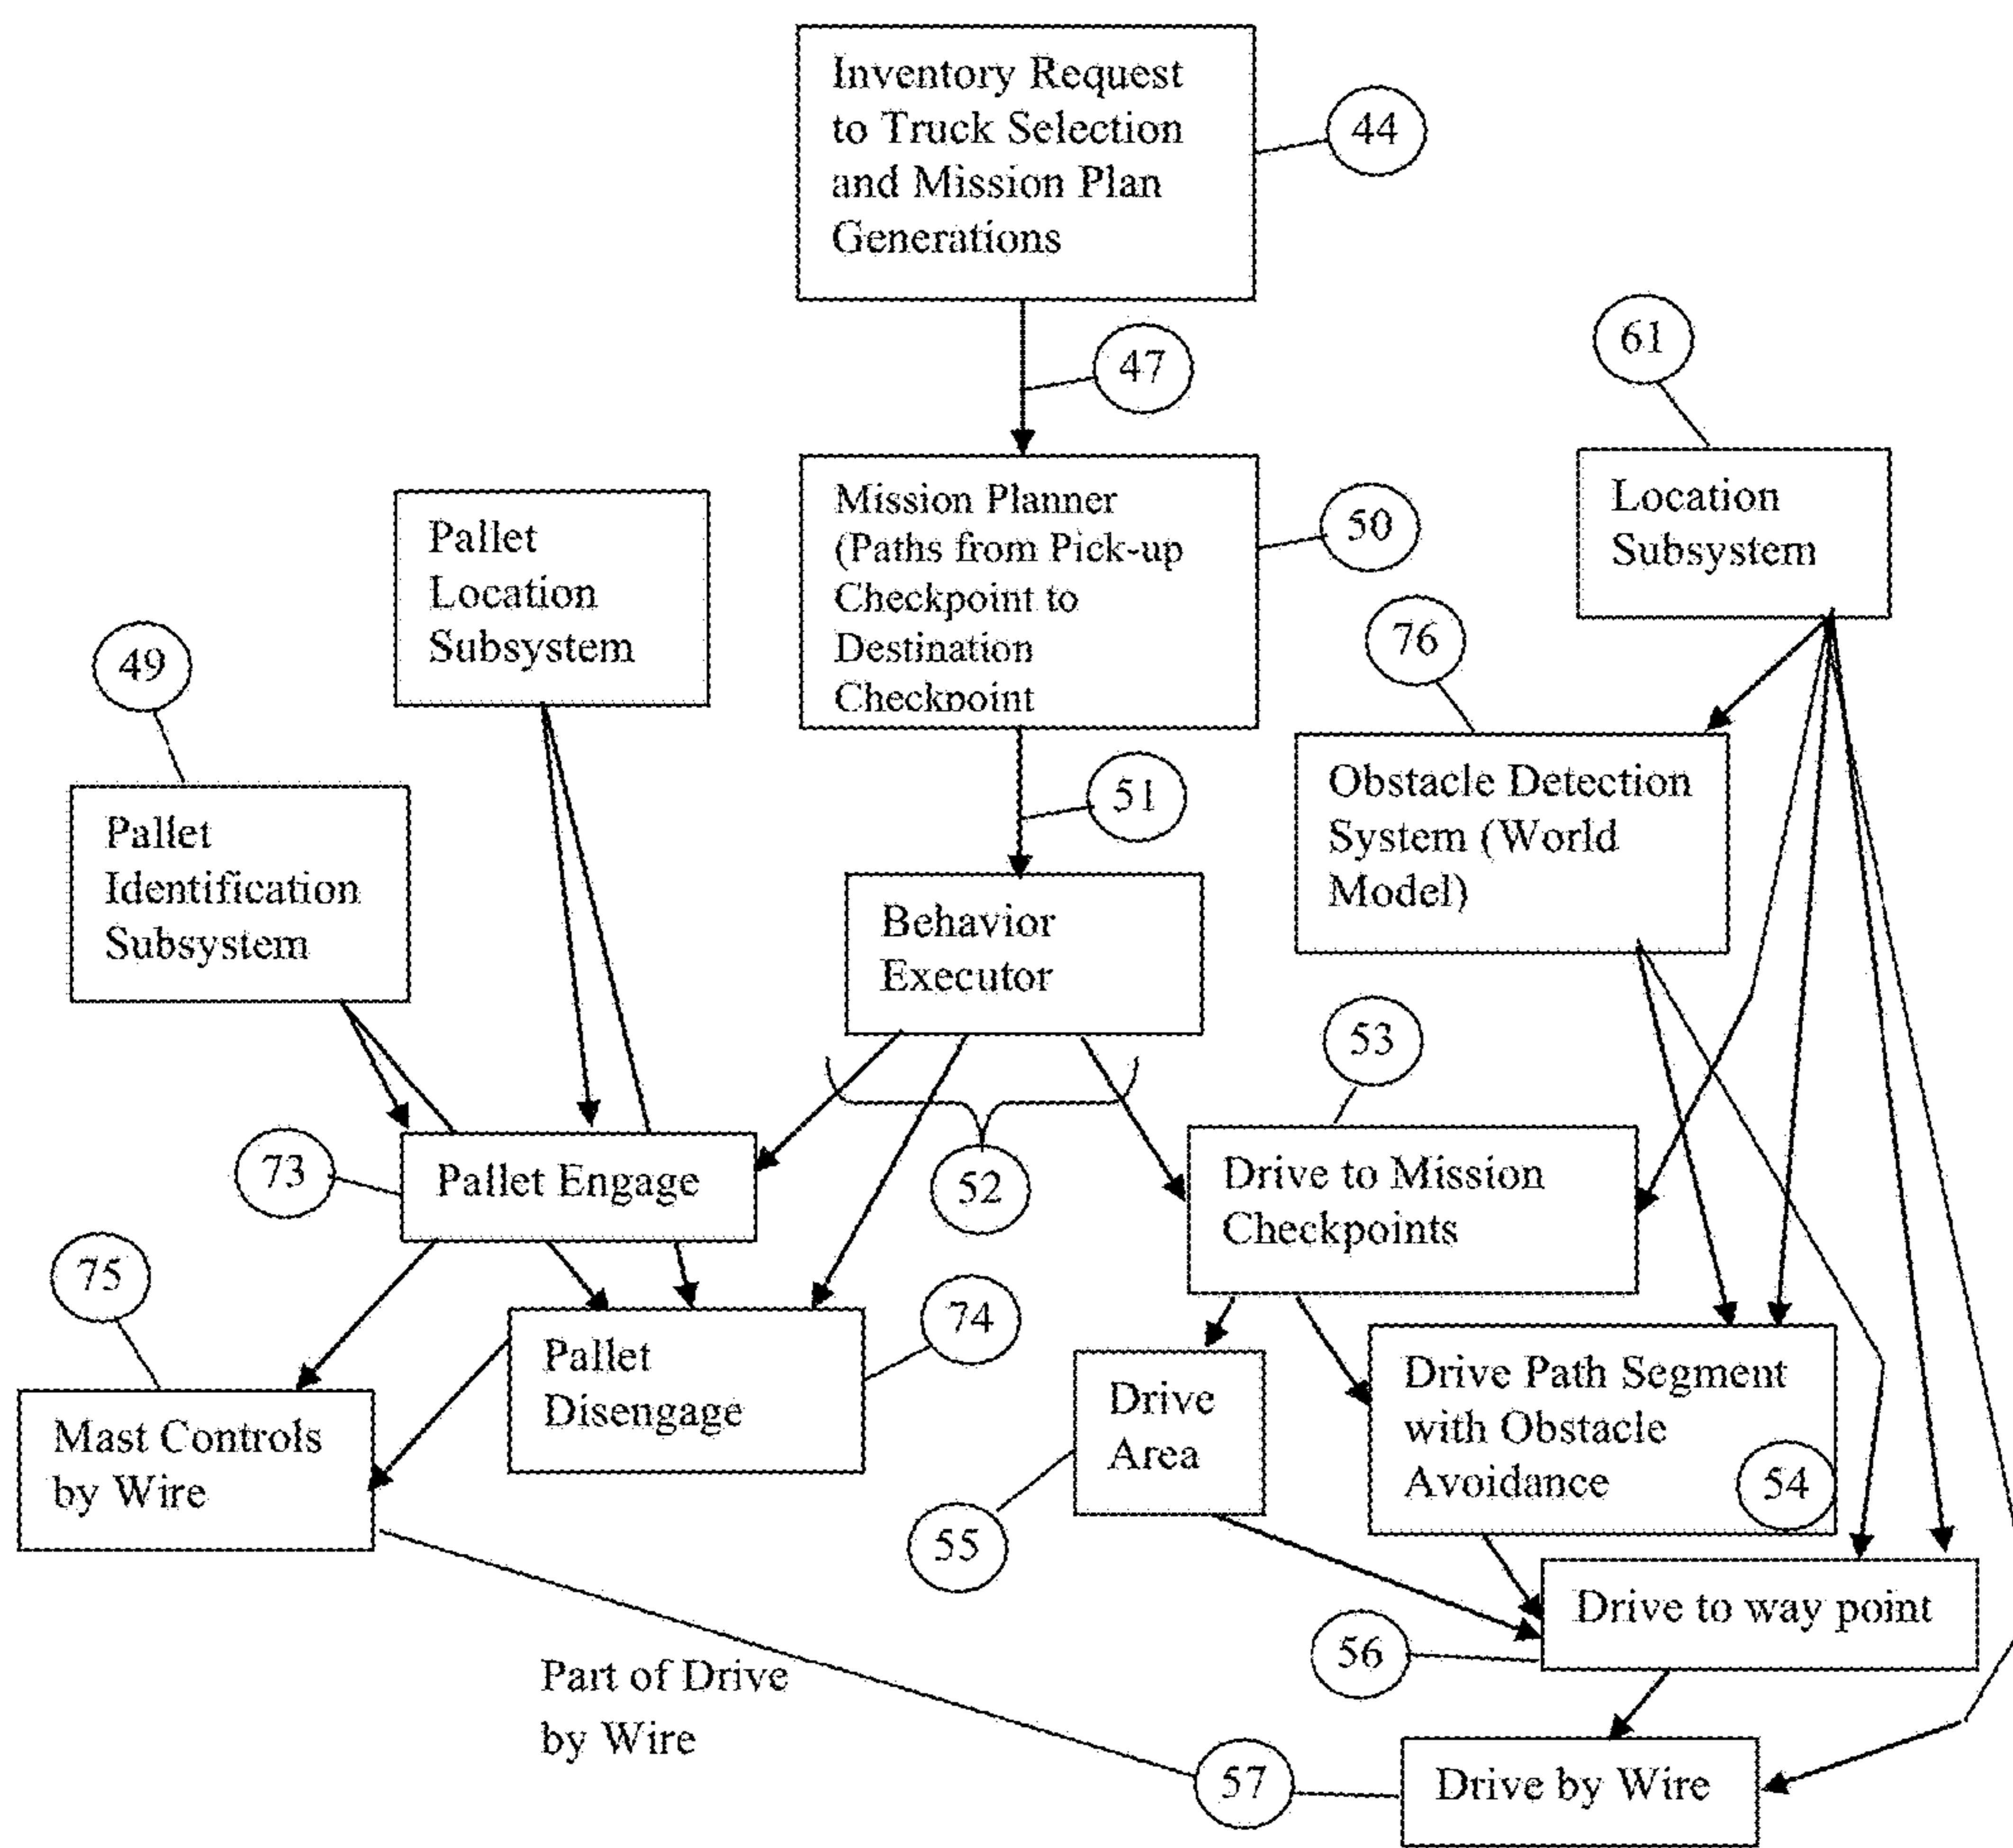 Inventory Request
to Truck Selection
and Mission Plan
Generations
44
47
61
Mission Planner
(Paths from Pick-up
Checkpoint to
Destination
Checkpoint
50
Location
Subsystem
Pallet
Location
Subsystem
49
76
51
Pallet
Identification
Subsystem
Obstacle Detection
System (World
Model)
Behavior
Executor
53
73
Pallet Engage
52
Drive to Mission
Checkpoints
75
74
Mast Controls
by Wire
Pallet
Disengage
Drive
Area
Drive Path Segment
with Obstacle
Avoidance
54
55
Drive to way point
56
Part of Drive
by Wire
57
Drive by Wire